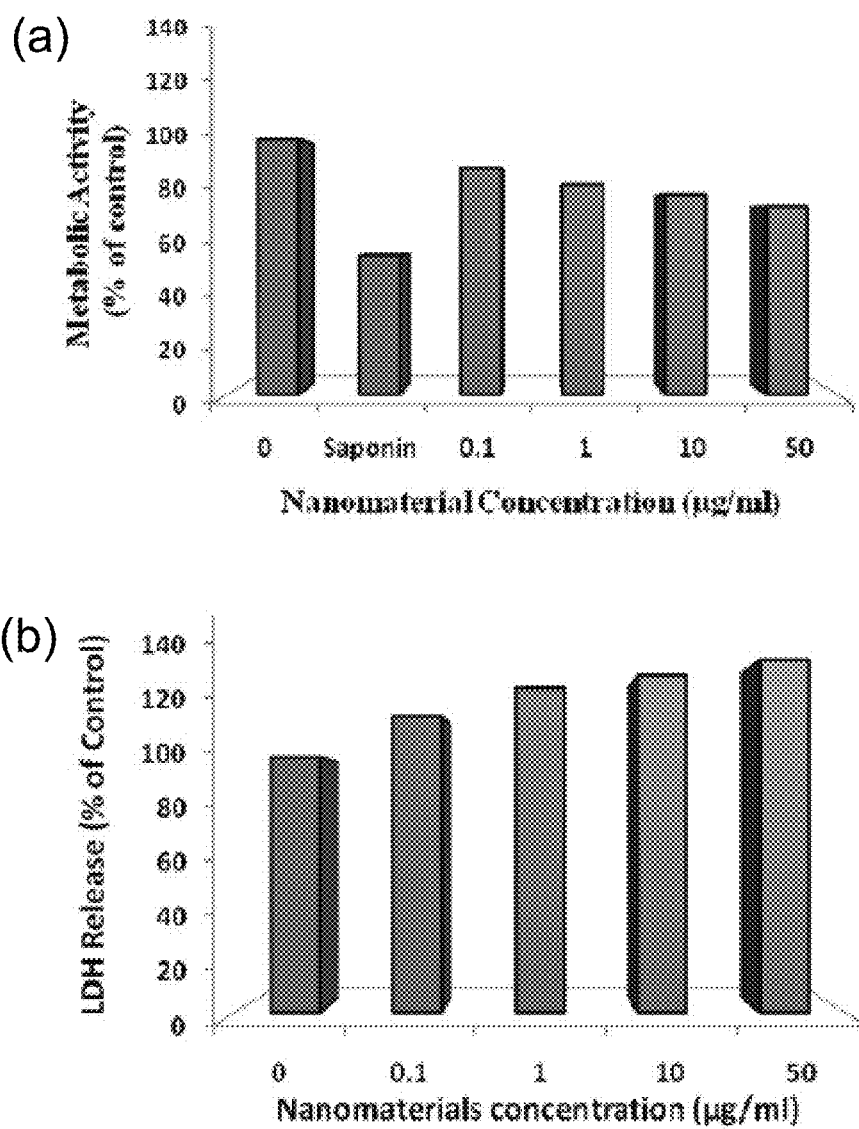 (a)
Metabolic Activity
(% of control)
140
120
100
80
60
40
20
0
0 Saponin 0.1 1 10 50
Nanomaterial Concentration (µg/ml)
(b)
LDH Release (% of Control)
140
120
100
80
60
40
20
0
0 0.1 1 10 50
Nanomaterials concentration (µg/ml)